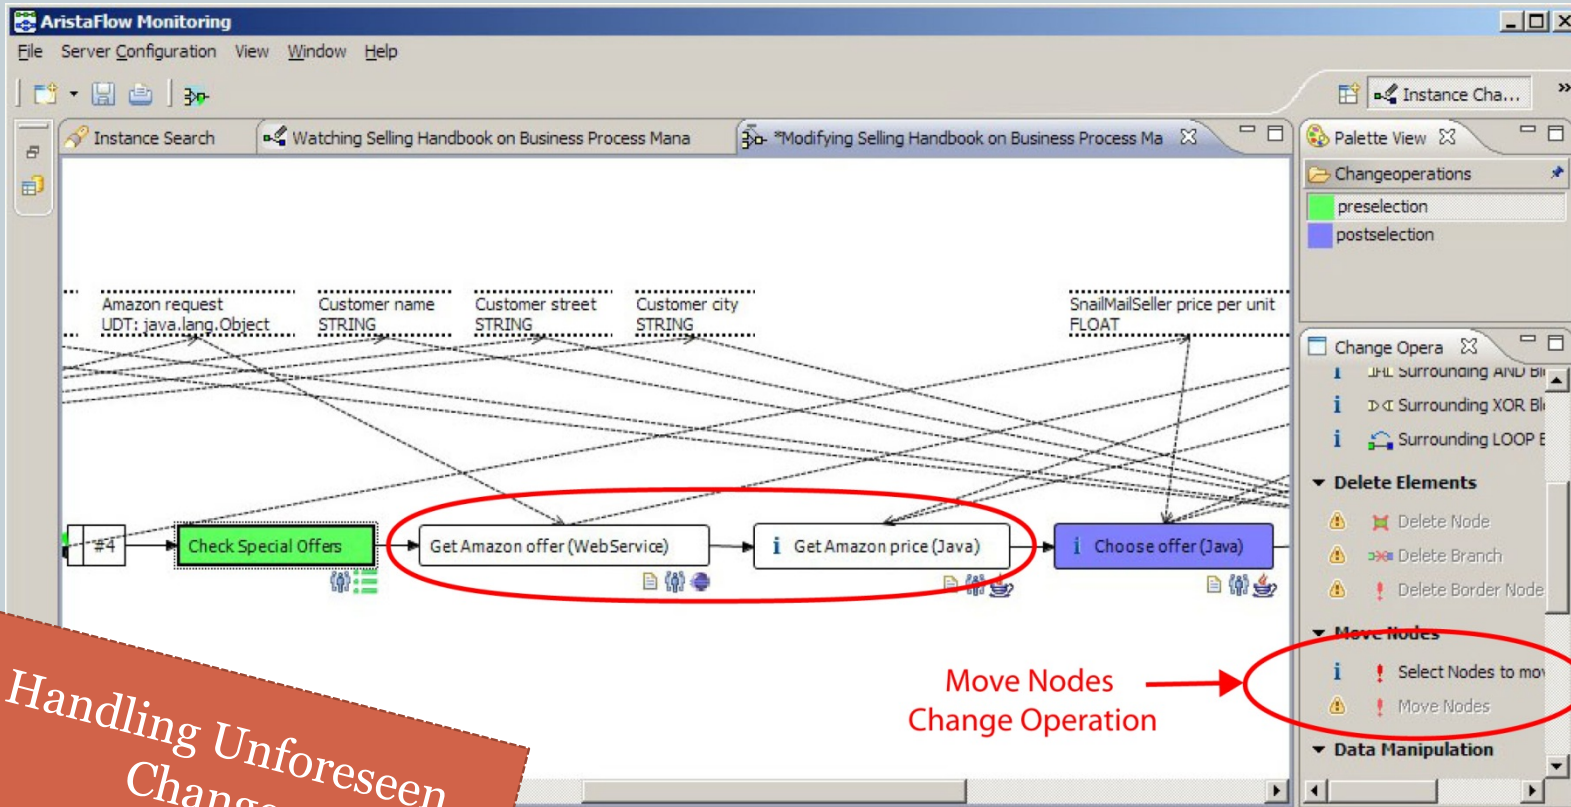 AristaFlow Monitoring
File Server Configuration View Window Help
Instance Cha...
Instance Search
Watching Selling Handbook on Business Process Mana
*Modifying Selling Handbook on Business Process Ma
Palette View
Changeoperations
preselection
postselection
Amazon request
UDT: java.lang.Object
Customer name
STRING
Customer street
STRING
Customer city
STRING
SnailMailSeller price per unit
FLOAT
Change Opera
Surrounding AND Bl
Surrounding XOR Bl
Surrounding LOOP B
Delete Elements
Delete Node
Delete Branch
Delete Border Node
Move Nodes
Select Nodes to mov
Move Nodes
Data Manipulation
#4
Check Special Offers
Get Amazon offer (WebService)
Get Amazon price (Java)
Choose offer (Java)
Move Nodes
Change Operation
Handling Unforeseen
Change